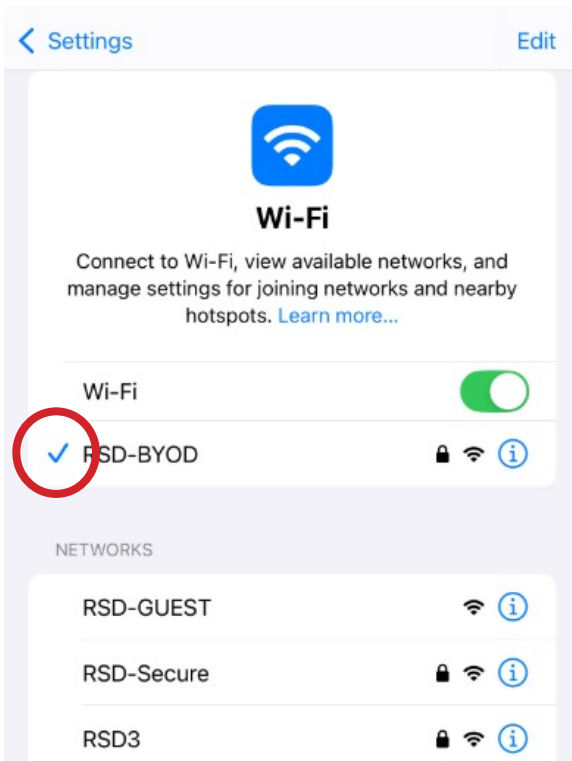 Settings
Edit
Wi-Fi
Connect to Wi-Fi, view available networks, and
manage settings for joining networks and nearby
hotspots. Learn more...
Wi-Fi
RSD-BYOD
NETWORKS
RSD-GUEST
RSD-Secure
RSD3